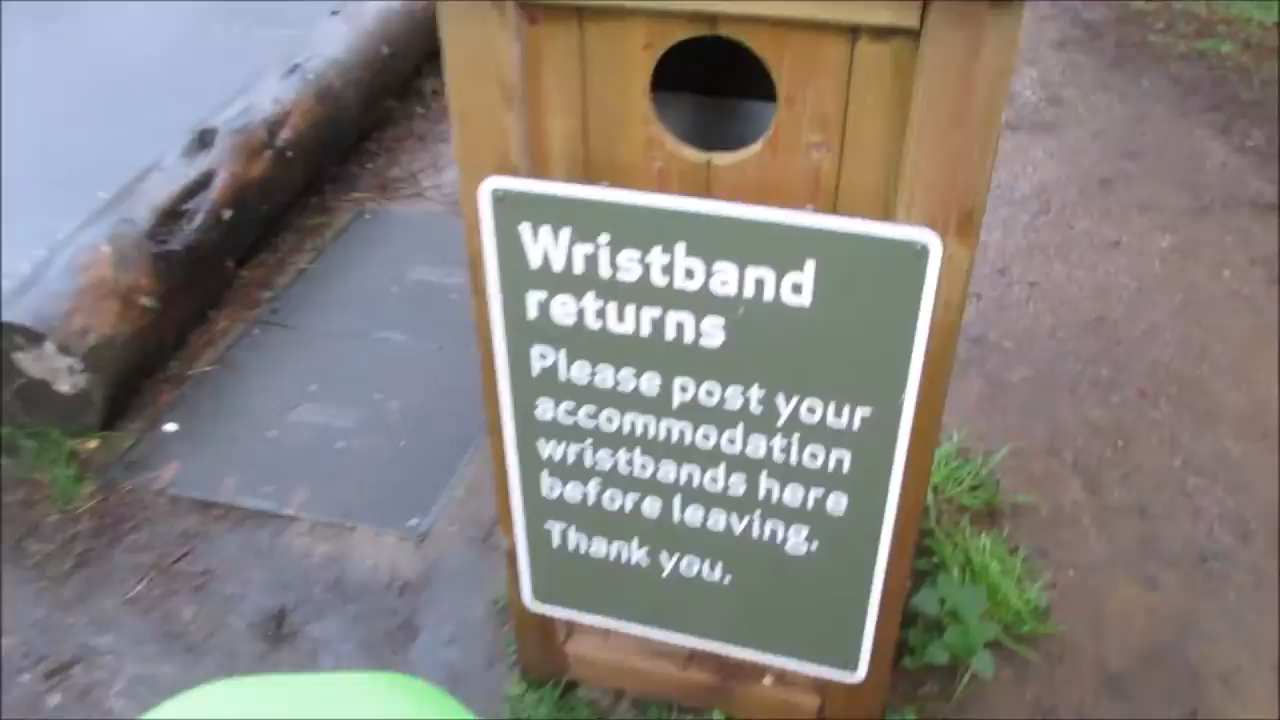 Wristband
returns
Please post your
accommodation
wristbands here
before leaving.
Thank you.